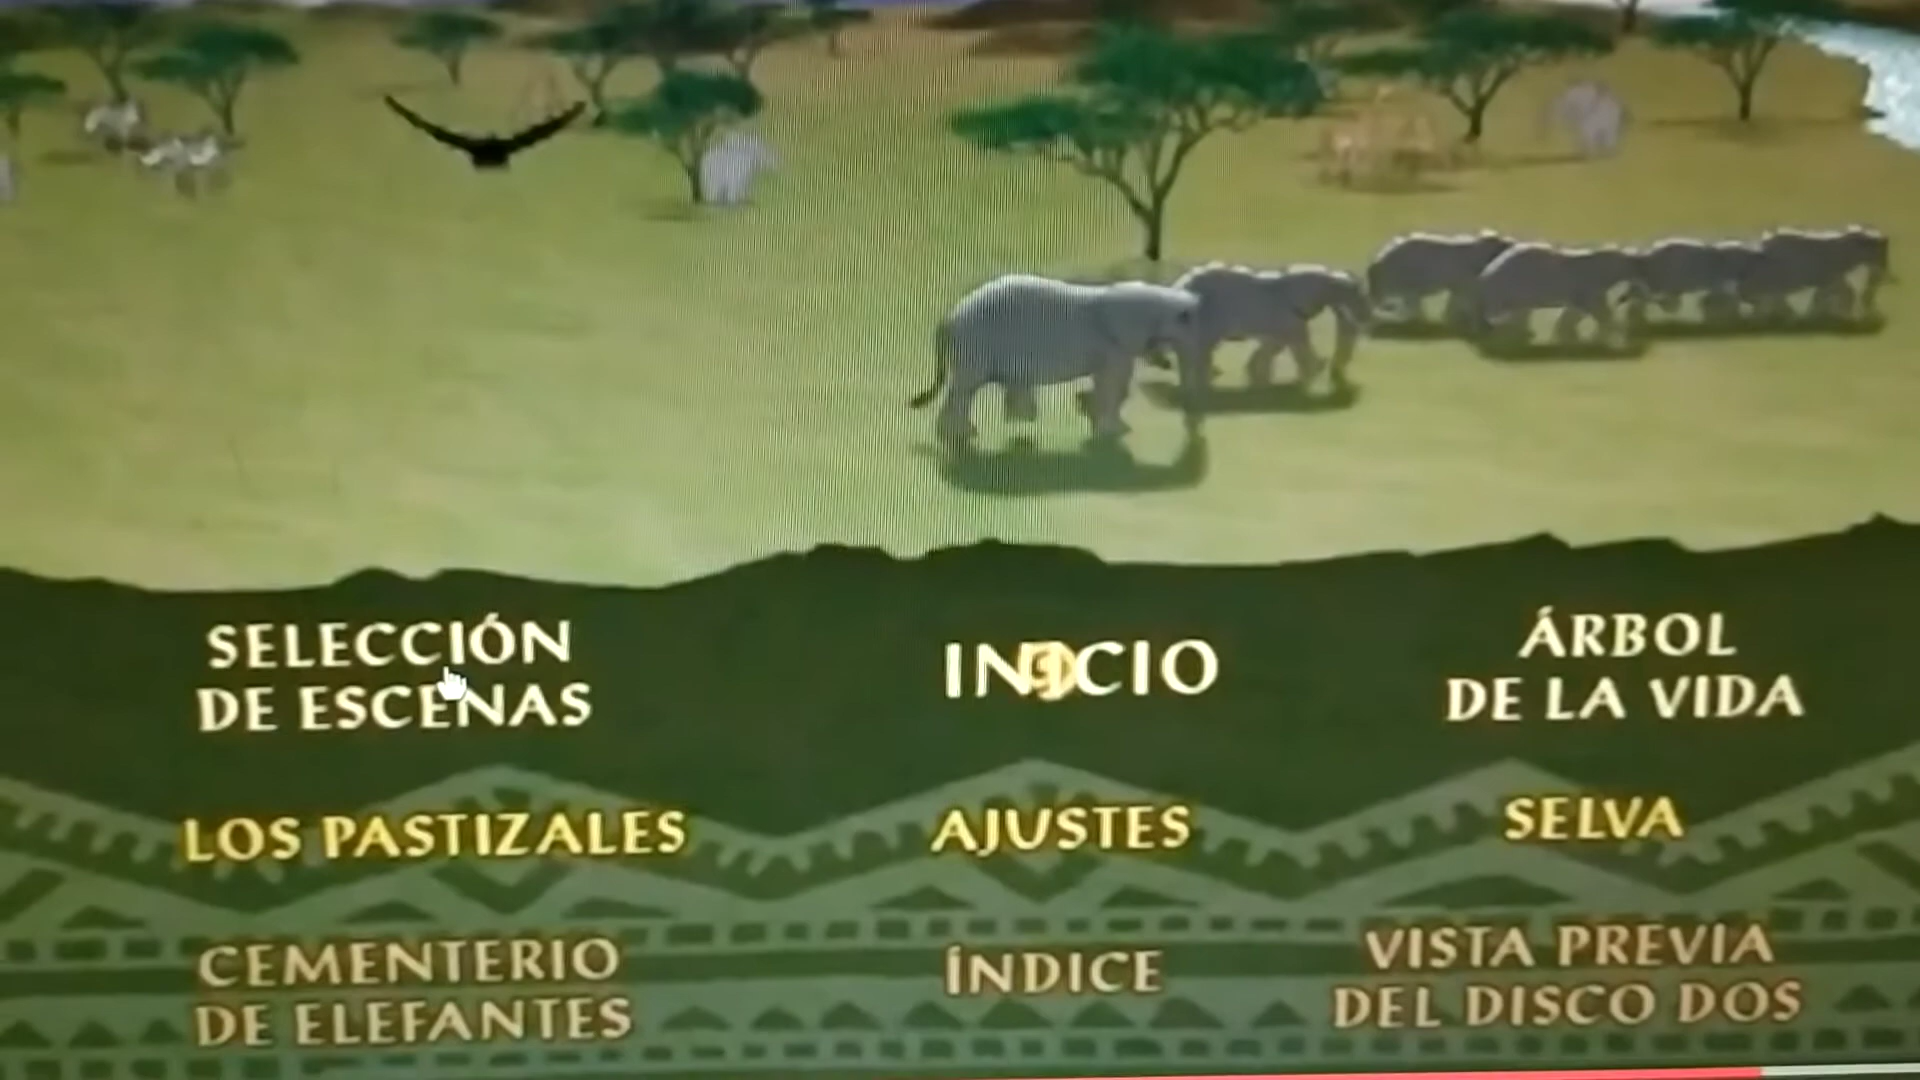 SELECCIÓN
DE ESCENAS
INICIO
ÁRBOL
DE LA VIDA
LOS PASTIZALES
AJUSTES
SELVA
CEMENTERIO
DE ELEFANTES
ÍNDICE
VISTA PREVIA
DEL DISCO DOS